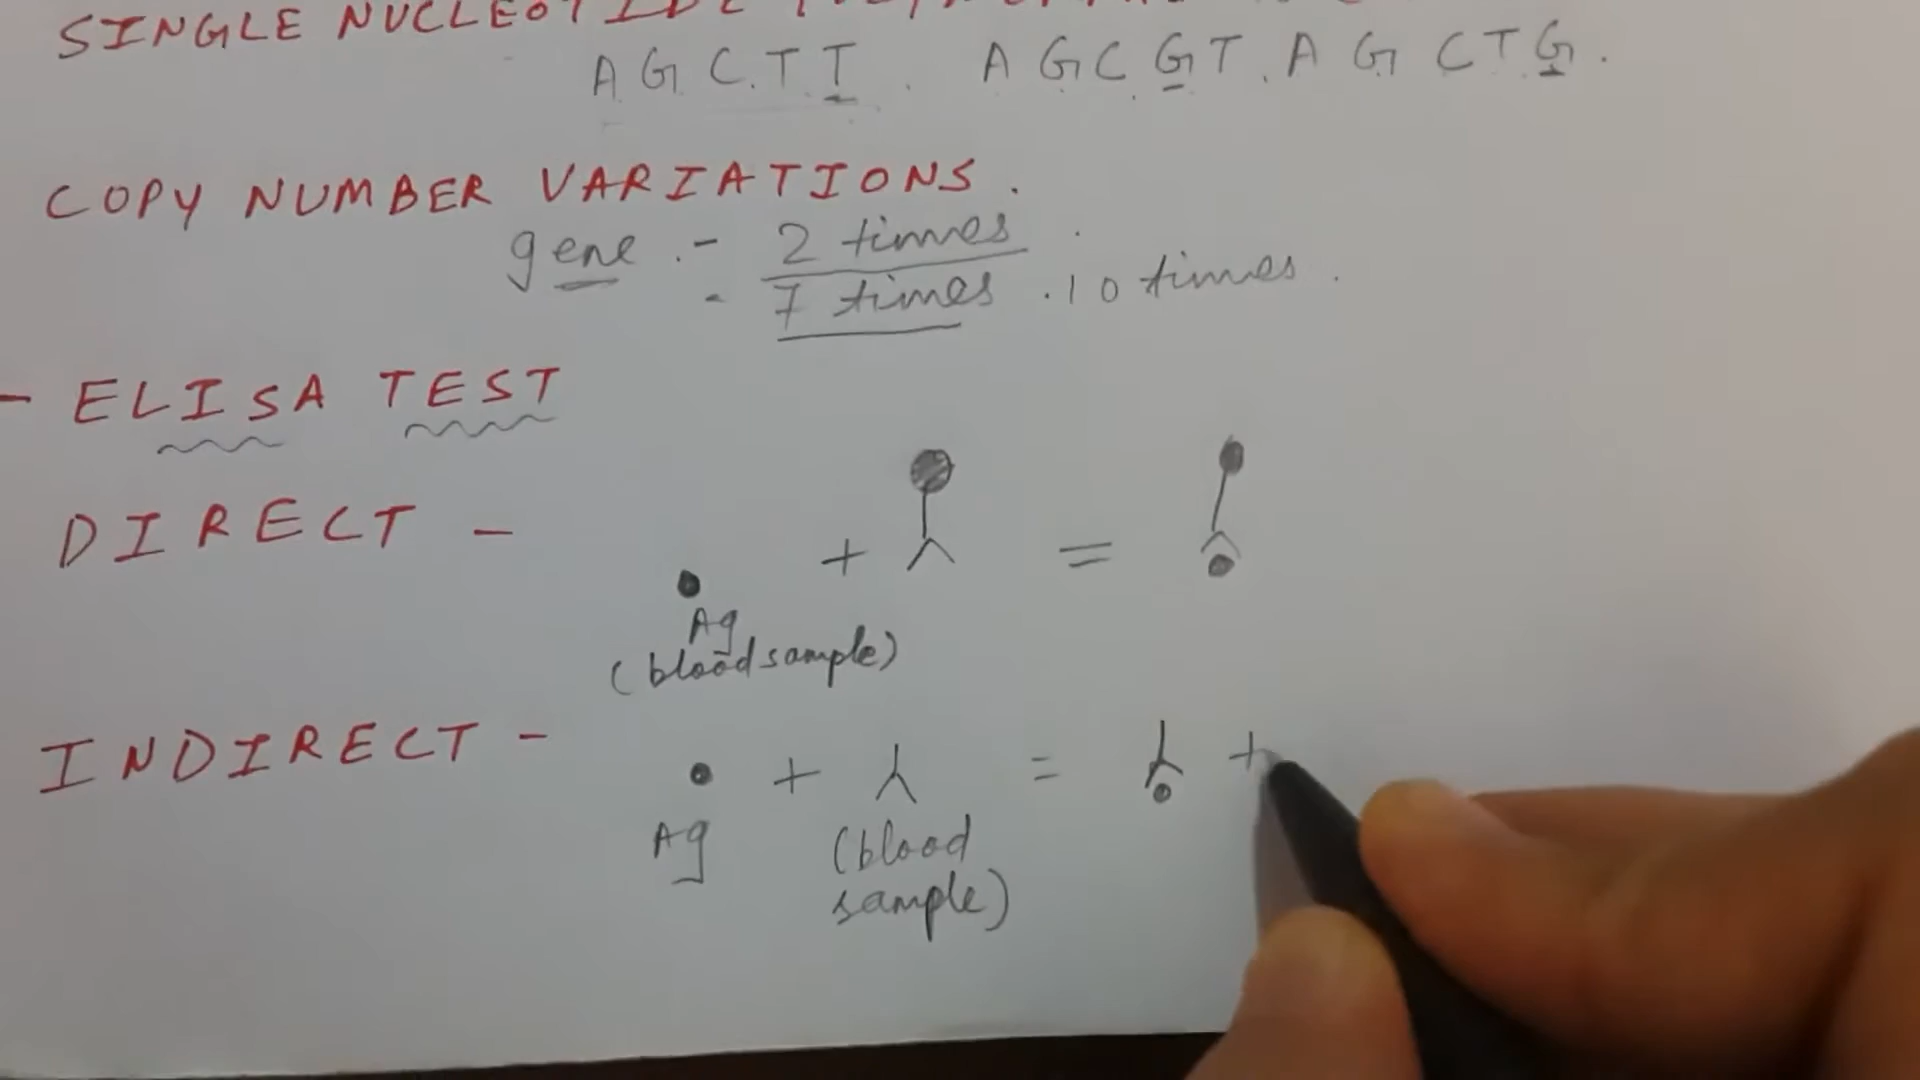 SINGLE NUCLEOTIDE
AGCTT. AGCGT. AGCTG.
COPY NUMBER VARIATIONS.
gene - 2 times.
- 7 times. 10 times.
- ELISA TEST
DIRECT - + =
Ag
(blood sample)
INDIRECT - + = +
Ag (blood
sample)